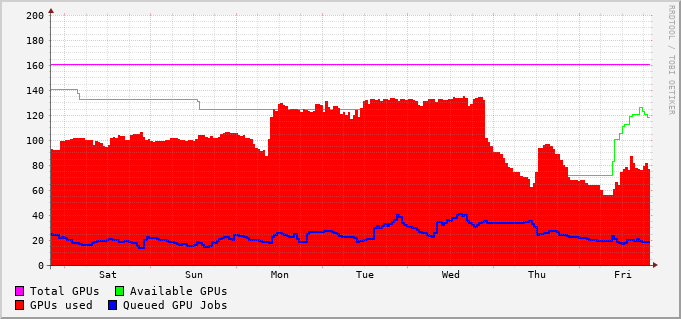 200
180
160
140
120
100
80
60
40
20
0
Sat Sun Mon Tue Wed Thu Fri
Total GPUs Available GPUs
GPUs used Queued GPU Jobs
RRDTOOL / TOBI OETIKER